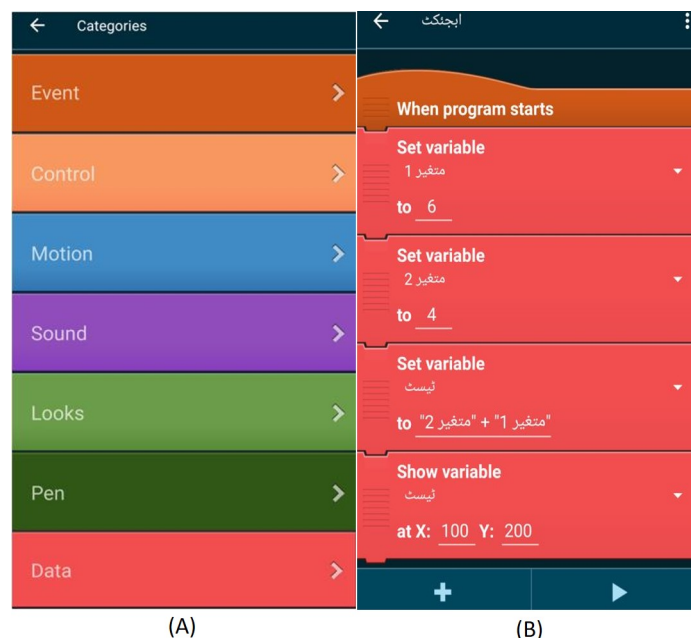 Categories
Event
Control
Motion
Sound
Looks
Pen
Data
(A)
ابجئکٹ
When program starts
Set variable
متغیر 1
to 6
Set variable
متغیر 2
to 4
Set variable
ٹیسٹ
to "متغیر 1" + "متغیر 2"
Show variable
ٹیسٹ
at X: 100 Y: 200
(B)